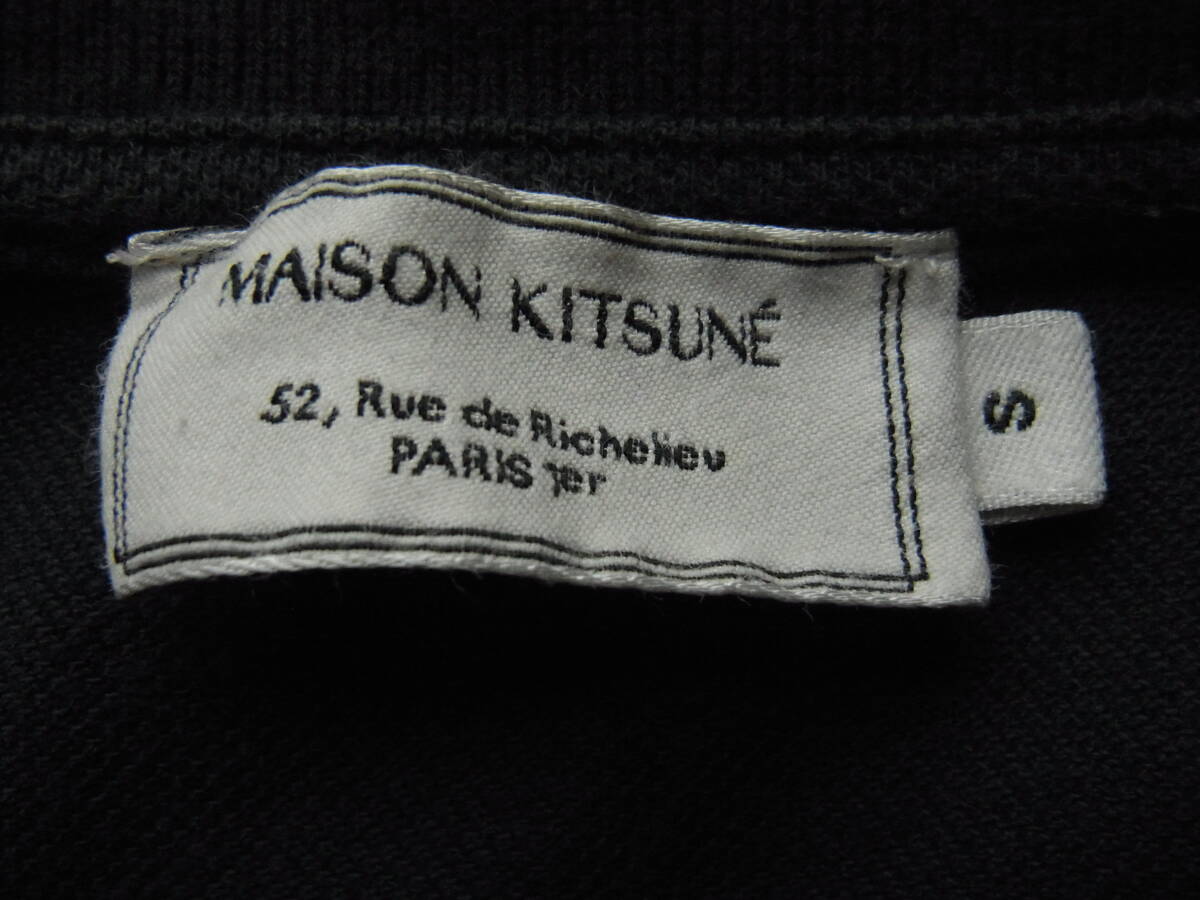 MAISON KITSUNÉ
52, Rue de Richelieu
PARIS 1er
S